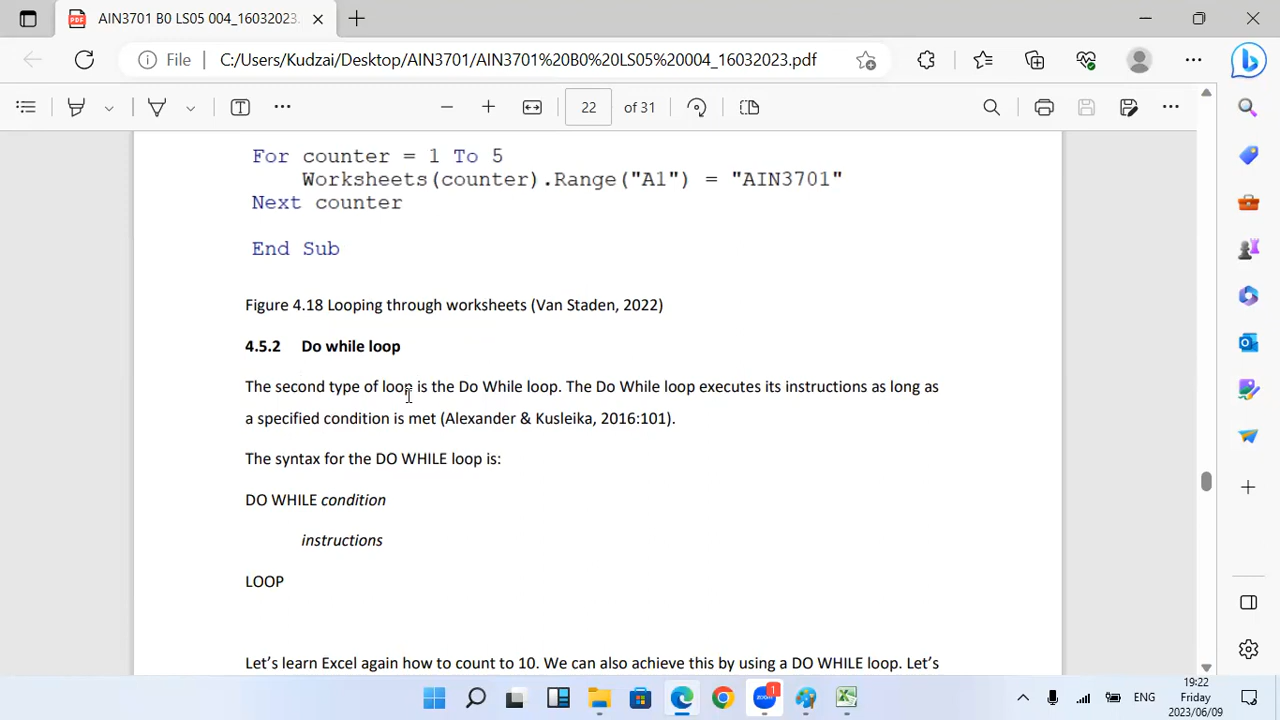 AIN3701 B0 LS05 004_16032023.
File
C:/Users/Kudzai/Desktop/AIN3701/AIN3701%20B0%20LS05%20004_16032023.pdf
22 of 31
For counter = 1 To 5
Worksheets(counter).Range("A1") = "AIN3701"
Next counter
End Sub
Figure 4.18 Looping through worksheets (Van Staden, 2022)
4.5.2 Do while loop
The second type of loop is the Do While loop. The Do While loop executes its instructions as long as
a specified condition is met (Alexander & Kusleika, 2016:101).
The syntax for the DO WHILE loop is:
DO WHILE condition
instructions
LOOP
Let's learn Excel again how to count to 10. We can also achieve this by using a DO WHILE loop. Let's
1
ENG
19:22
Friday
2023/06/09